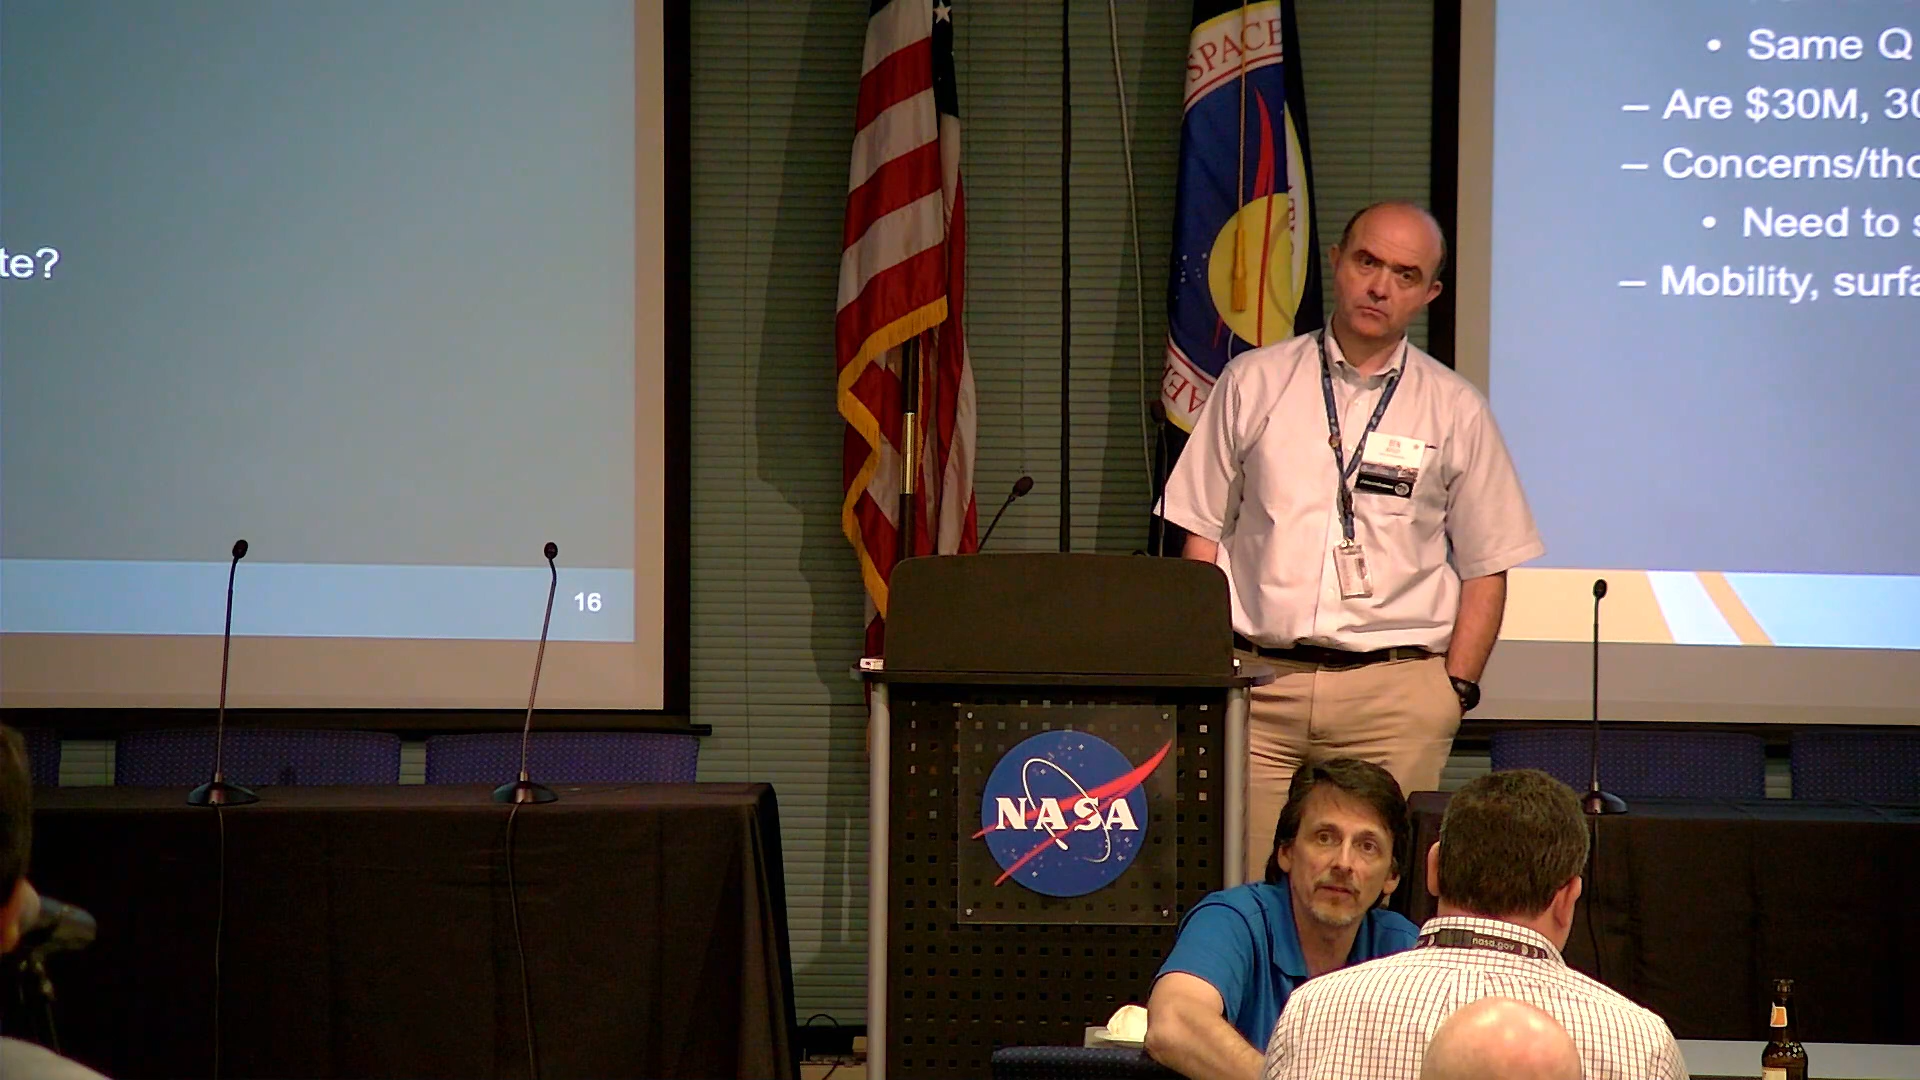 te?
16
SPACE
Same Q
– Are $30M, 30
– Concerns/tho
Need to s
– Mobility, surfa
NASA
nasa.gov